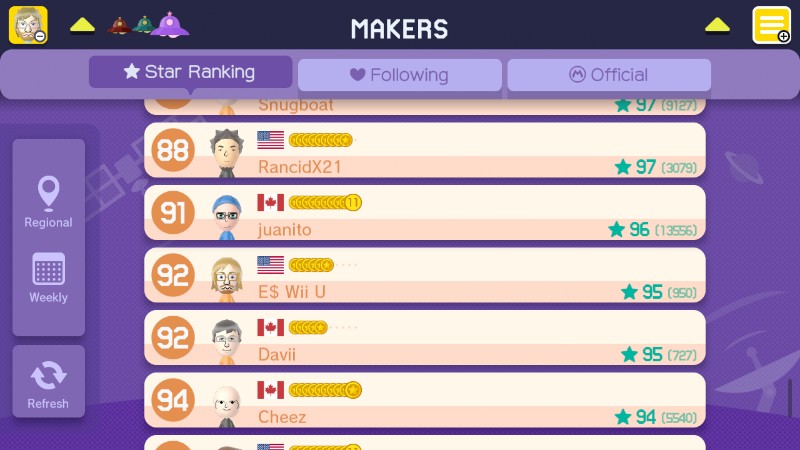 MAKERS
Star Ranking
Following
Official
Snugboat
97 (9127)
88
RancidX21
97 (3079)
91
11
juanito
96 (13556)
92
E$ Wii U
95 (950)
92
Davii
95 (727)
94
Cheez
94 (5540)
Regional
Weekly
Refresh